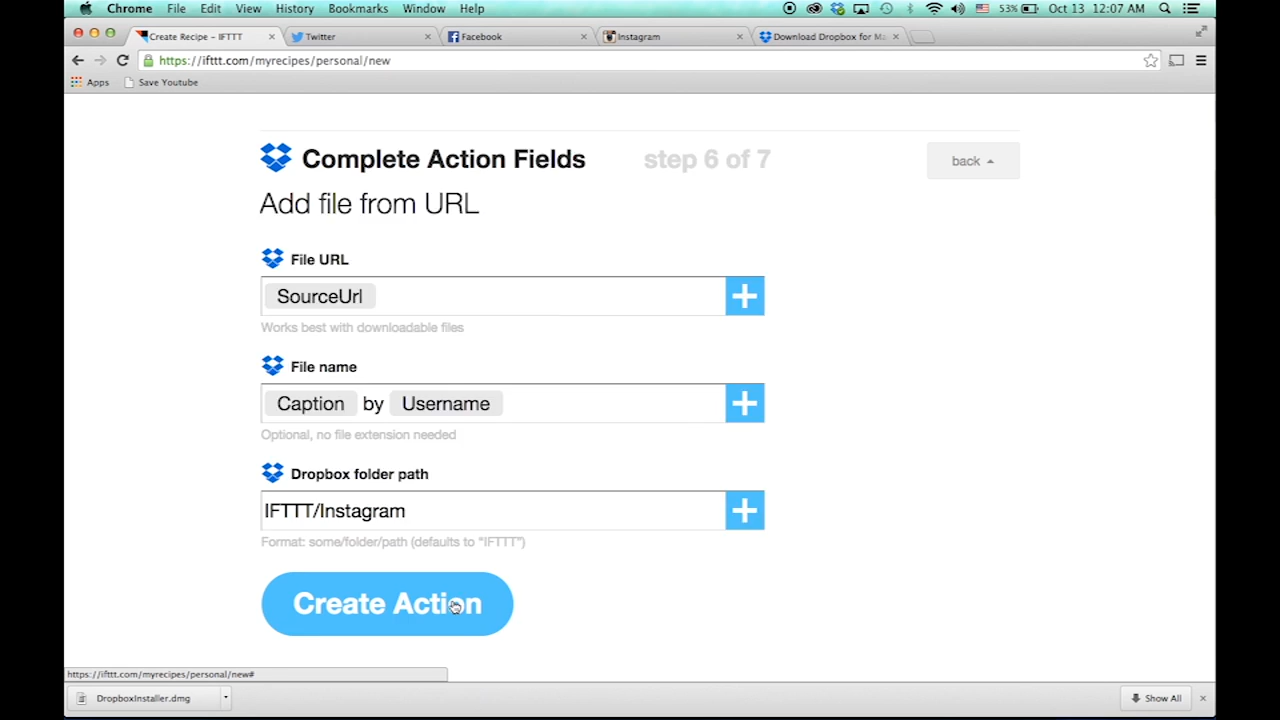 Chrome File Edit View History Bookmarks Window Help 53% Oct 13 12:07 AM
Create Recipe - IFTTT Twitter Facebook Instagram Download Dropbox for Ma
https://ifttt.com/myrecipes/personal/new
Apps Save Youtube
Complete Action Fields step 6 of 7 back
Add file from URL
File URL
SourceUrl
Works best with downloadable files
File name
Caption by Username
Optional, no file extension needed
Dropbox folder path
IFTTT/Instagram
Format: some/folder/path (defaults to “IFTTT”)
Create Action
https://ifttt.com/myrecipes/personal/new#
DropboxInstaller.dmg Show All